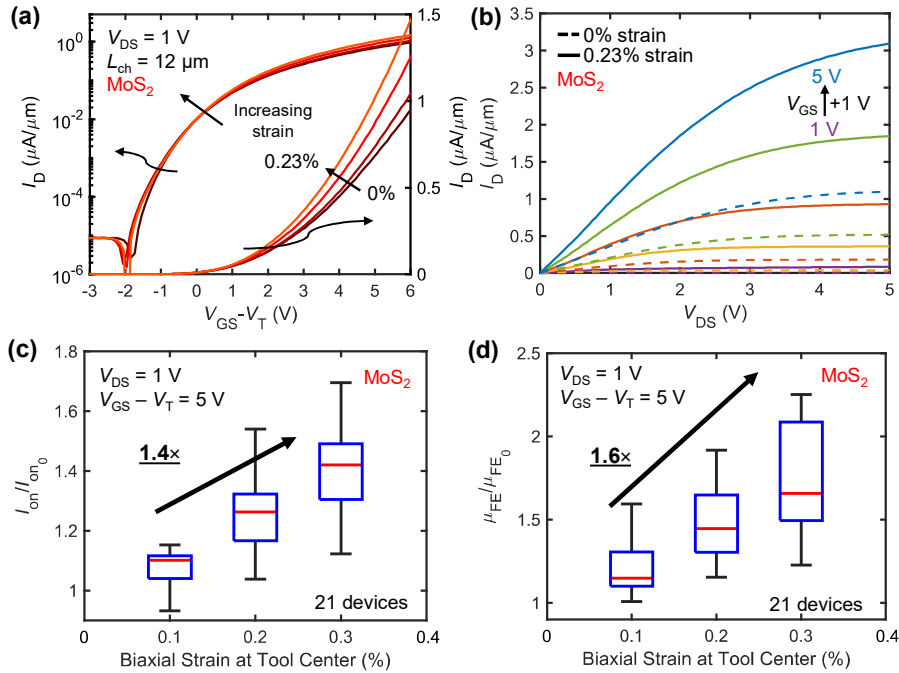 (a)
V_DS = 1 V
L_ch = 12 μm
MoS₂
Increasing
strain
0.23%
0%
10⁰
10⁻²
10⁻⁴
10⁻⁶
I_D (μA/μm)
1.5
1
0.5
0
I_D (μA/μm)
-3 -2 -1 0 1 2 3 4 5 6
V_GS-V_T (V)
(b)
0% strain
0.23% strain
MoS₂
5 V
V_GS +1 V
1 V
3.5
3
2.5
2
1.5
1
0.5
0
I_D (μA/μm)
0 1 2 3 4 5
V_DS (V)
(c)
V_DS = 1 V
V_GS – V_T = 5 V
MoS₂
1.4×
21 devices
1.8
1.6
1.4
1.2
1
I_on/I_on₀
0 0.1 0.2 0.3 0.4
Biaxial Strain at Tool Center (%)
(d)
V_DS = 1 V
V_GS – V_T = 5 V
MoS₂
1.6×
21 devices
2.5
2
1.5
1
μ_FE/μ_FE₀
0 0.1 0.2 0.3 0.4
Biaxial Strain at Tool Center (%)